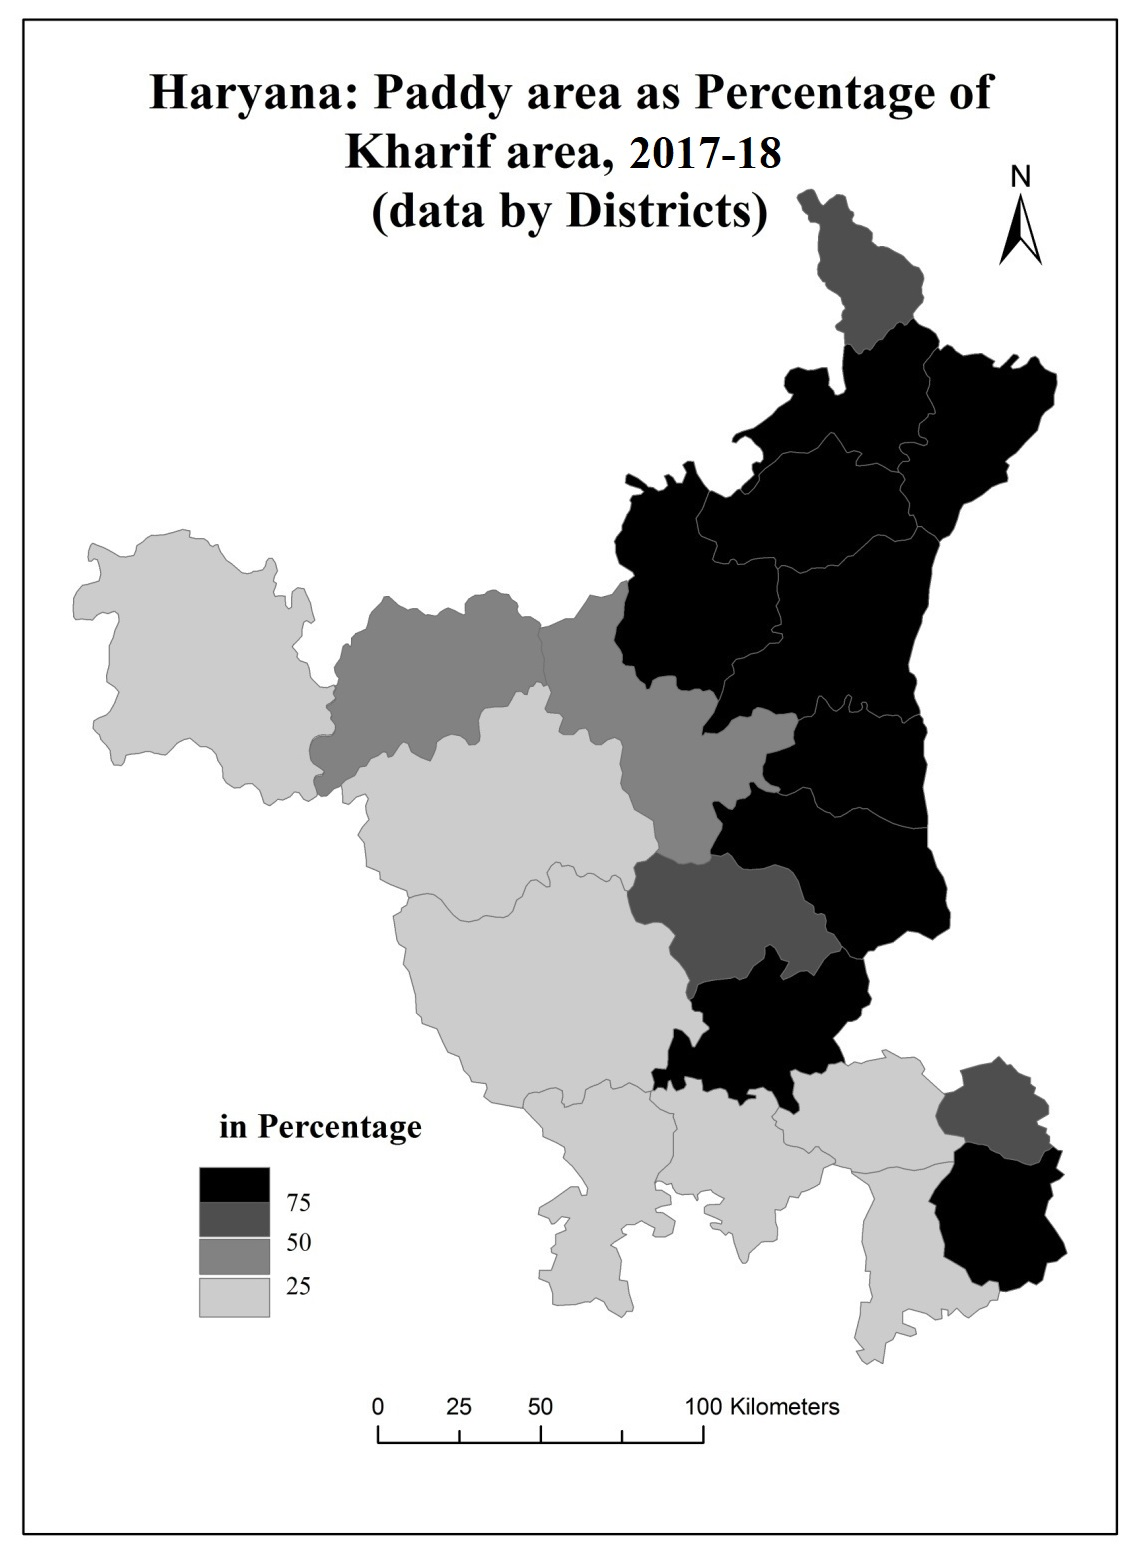 Haryana: Paddy area as Percentage of
Kharif area, 2017-18
(data by Districts)
N
in Percentage
75
50
25
0 25 50 100 Kilometers